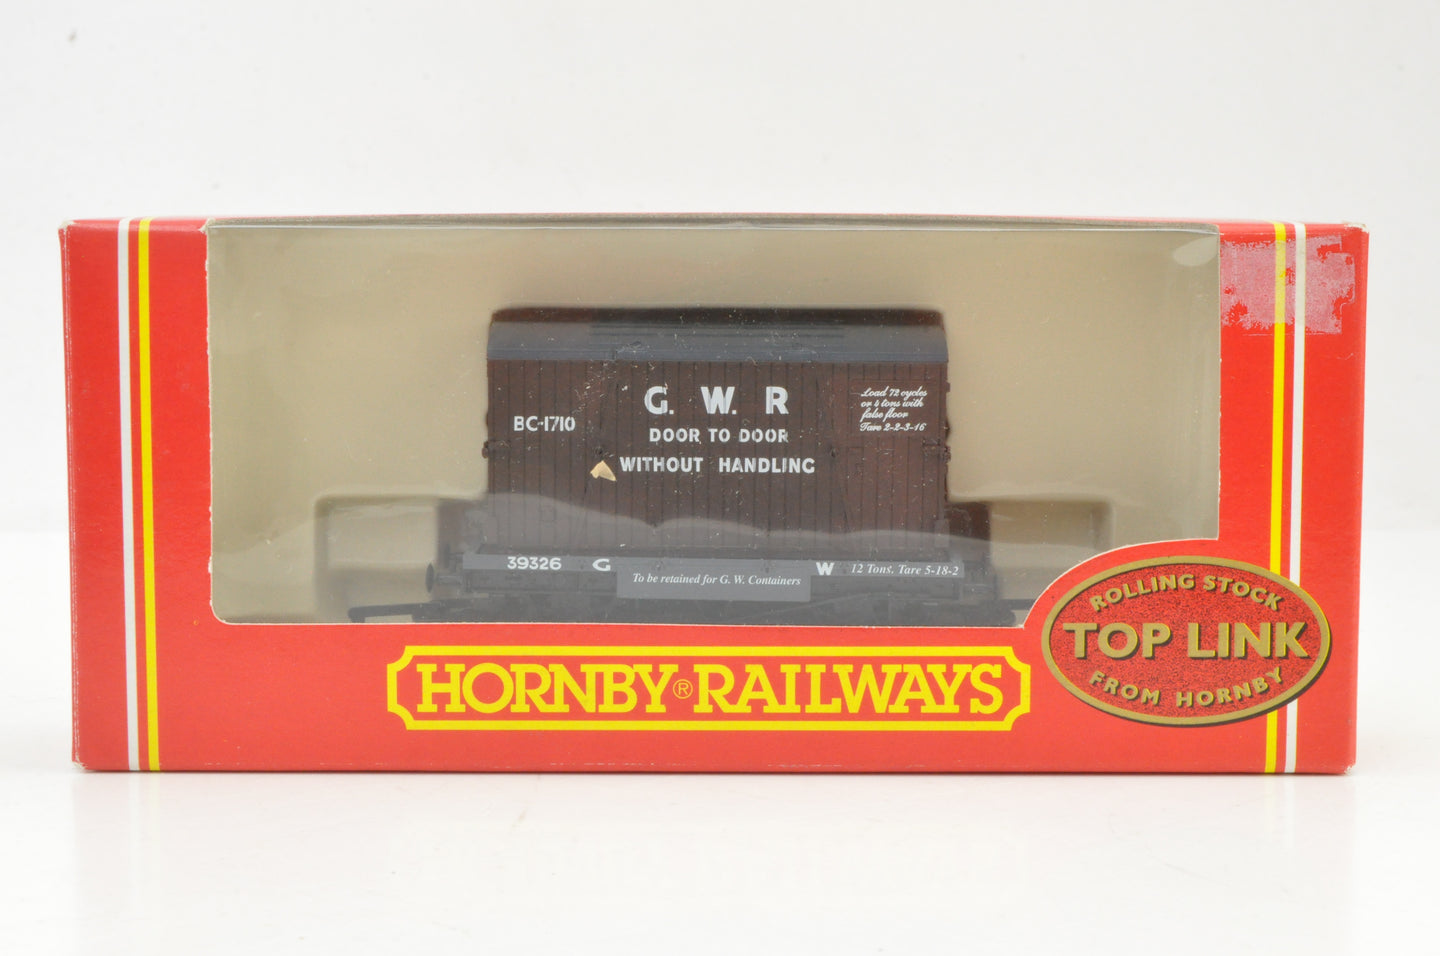 G. W. R
BC-1710
DOOR TO DOOR
WITHOUT HANDLING
Load 72 cycles
or 4 tons with
false floor
Tare 2-2-3-16
39326 G W 12 Tons, Tare 5-18-2
To be retained for G. W. Containers
HORNBY® RAILWAYS
ROLLING STOCK
TOP LINK
FROM HORNBY